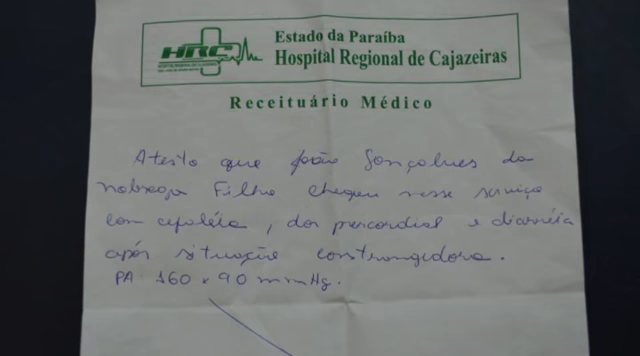 HRC
Estado da Paraíba
Hospital Regional de Cajazeiras
Receituário Médico
Atesto que João Gonçalves da
Nobrega Filho chegou nesse serviço
com cefaléia, dor precordial e diarréia
após situação constrangedora.
PA: 160 x 90 mmHg.